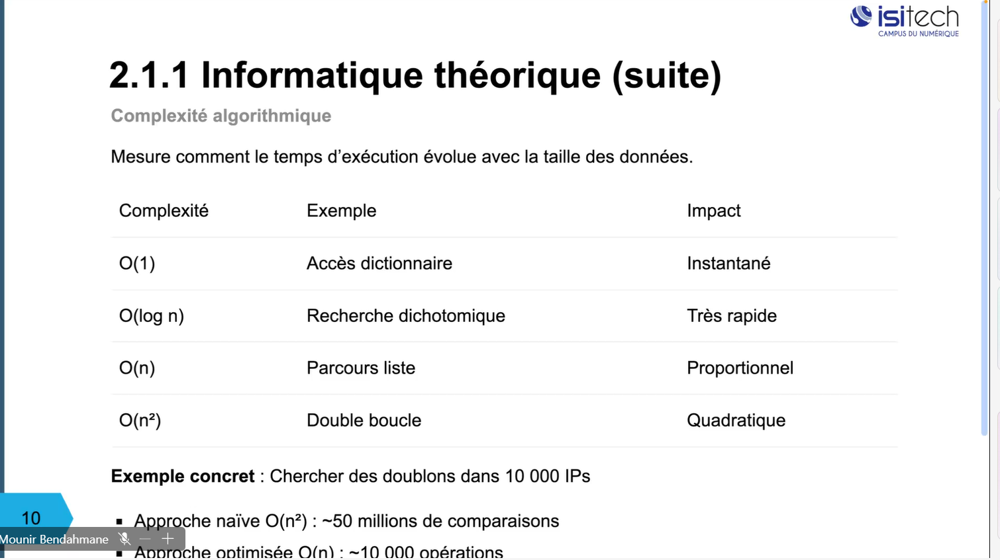 isitech
CAMPUS DU NUMÉRIQUE
2.1.1 Informatique théorique (suite)
Complexité algorithmique
Mesure comment le temps d’exécution évolue avec la taille des données.
Complexité Exemple Impact
O(1) Accès dictionnaire Instantané
O(log n) Recherche dichotomique Très rapide
O(n) Parcours liste Proportionnel
O(n²) Double boucle Quadratique
Exemple concret : Chercher des doublons dans 10 000 IPs
▪ Approche naïve O(n²) : ~50 millions de comparaisons
▪ Approche optimisée O(n) : ~10 000 opérations
10
Mounir Bendahmane